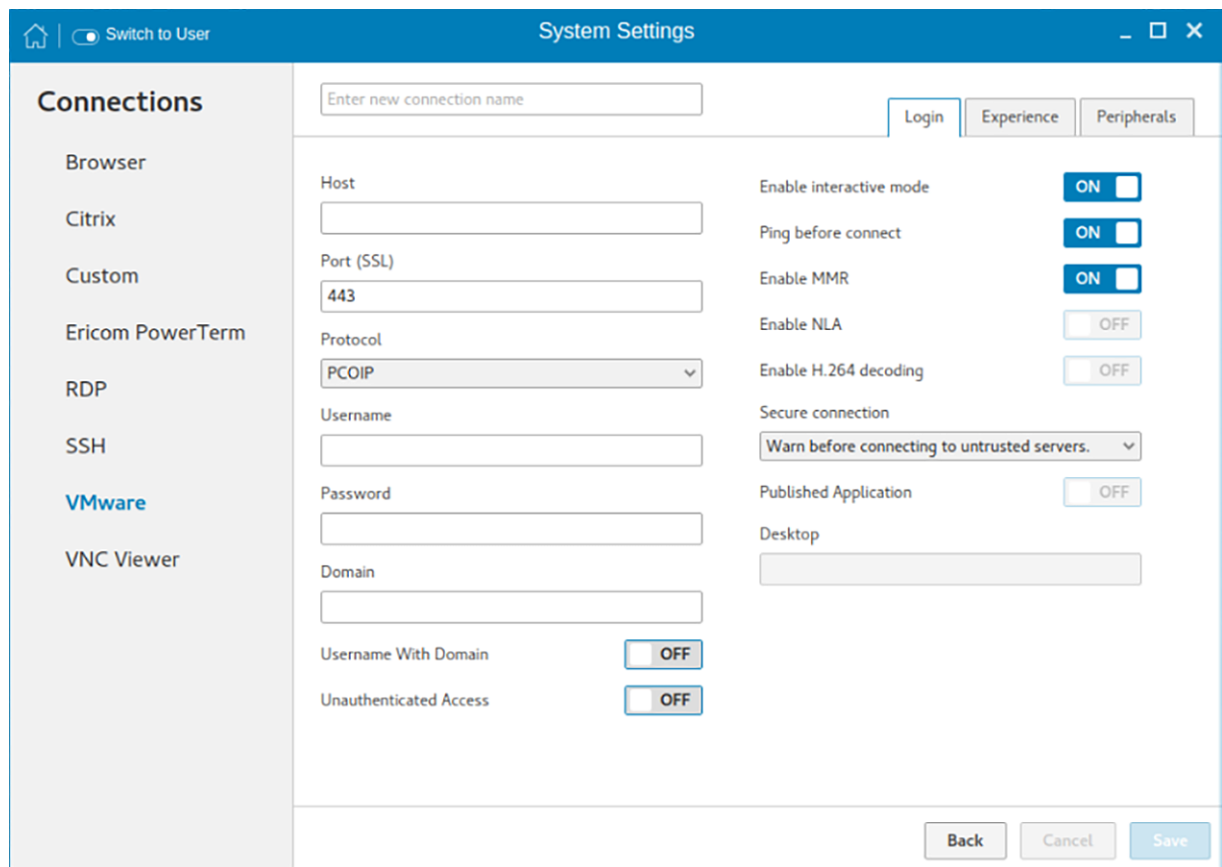 Switch to User
System Settings
Connections
Browser
Citrix
Custom
Ericom PowerTerm
RDP
SSH
VMware
VNC Viewer
Enter new connection name
Login
Experience
Peripherals
Host
Port (SSL)
443
Protocol
PCOIP
Username
Password
Domain
Username With Domain OFF
Unauthenticated Access OFF
Enable interactive mode ON
Ping before connect ON
Enable MMR ON
Enable NLA OFF
Enable H.264 decoding OFF
Secure connection
Warn before connecting to untrusted servers.
Published Application OFF
Desktop
Back
Cancel
Save